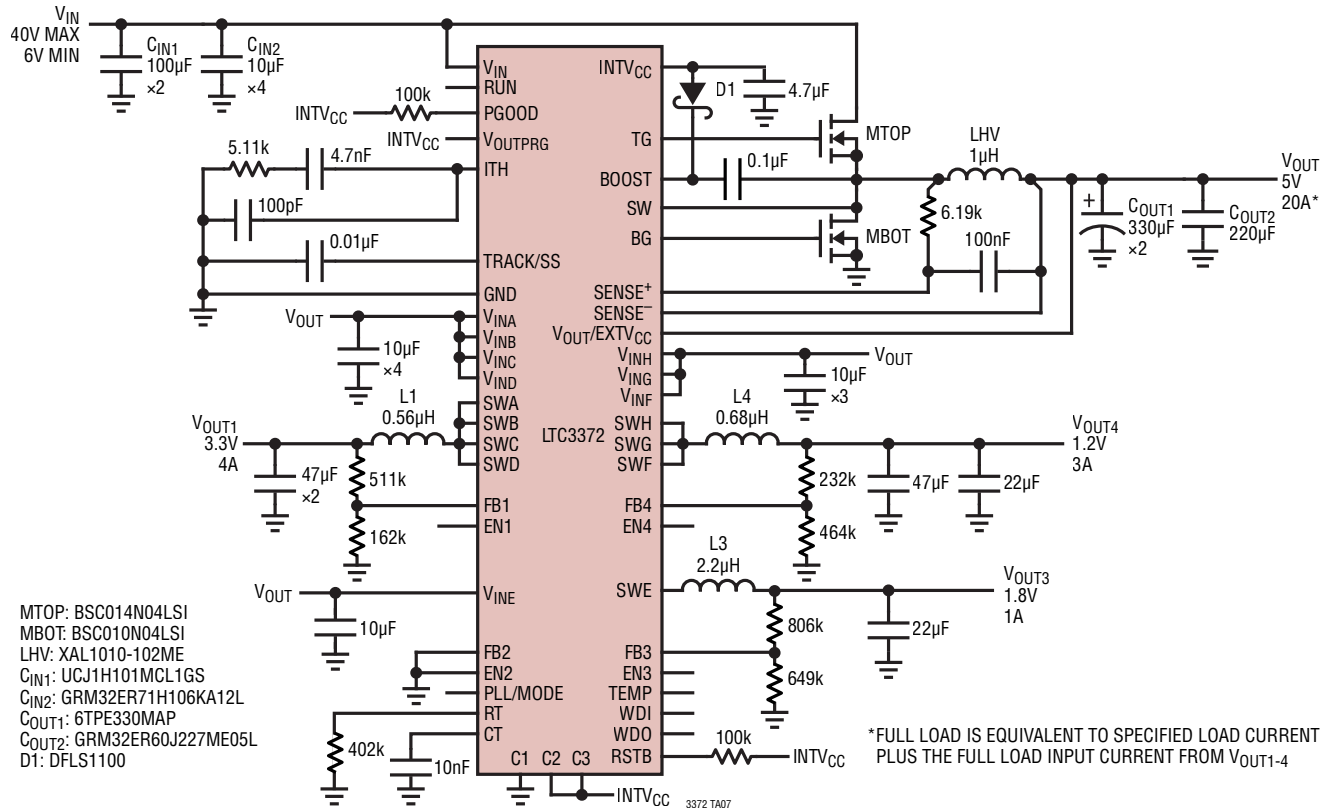 VIN
40V MAX
6V MIN
CIN1
100µF
×2
CIN2
10µF
×4
VIN
RUN
INTVCC
100k
PGOOD
INTVCC
VOUTPRG
5.11k
4.7nF
ITH
100pF
0.01µF
TRACK/SS
GND
VOUT
VINA
VINB
VINC
VIND
10µF
×4
L1
0.56µH
SWA
SWB
SWC
SWD
VOUT1
3.3V
4A
47µF
×2
511k
FB1
EN1
162k
VOUT
VINE
10µF
FB2
EN2
PLL/MODE
RT
CT
402k
10nF
C1
C2
C3
INTVCC
LTC3372
INTVCC
D1
4.7µF
TG
MTOP
BOOST
0.1µF
SW
BG
MBOT
LHV
1µH
6.19k
100nF
VOUT
5V
20A*
+
COUT1
330µF
×2
COUT2
220µF
SENSE+
SENSE–
VOUT/EXTVCC
VINH
VING
VINF
VOUT
10µF
×3
SWH
SWG
SWF
L4
0.68µH
VOUT4
1.2V
3A
232k
47µF
22µF
FB4
EN4
464k
SWE
L3
2.2µH
VOUT3
1.8V
1A
806k
22µF
FB3
EN3
649k
TEMP
WDI
WDO
RSTB
100k
INTVCC
MTOP: BSC014N04LSI
MBOT: BSC010N04LSI
LHV: XAL1010-102ME
CIN1: UCJ1H101MCL1GS
CIN2: GRM32ER71H106KA12L
COUT1: 6TPE330MAP
COUT2: GRM32ER60J227ME05L
D1: DFLS1100
*FULL LOAD IS EQUIVALENT TO SPECIFIED LOAD CURRENT
PLUS THE FULL LOAD INPUT CURRENT FROM VOUT1-4
3372 TA07